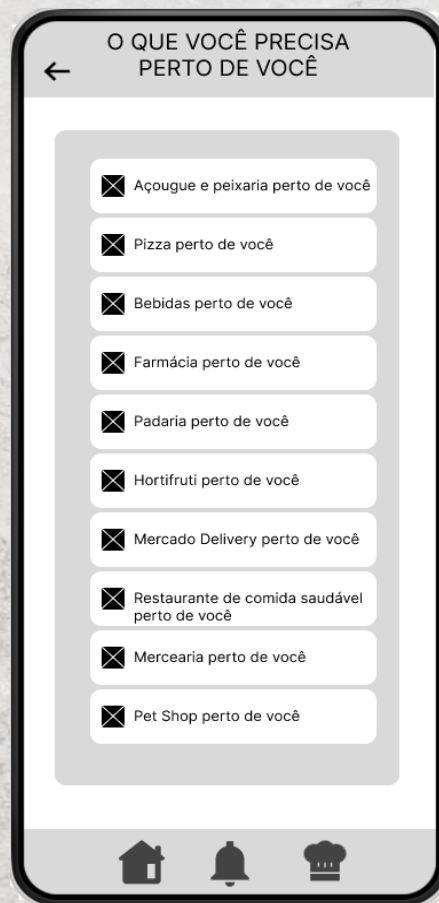 O QUE VOCÊ PRECISA
PERTO DE VOCÊ
Açougue e peixaria perto de você
Pizza perto de você
Bebidas perto de você
Farmácia perto de você
Padaria perto de você
Hortifruti perto de você
Mercado Delivery perto de você
Restaurante de comida saudável
perto de você
Mercearia perto de você
Pet Shop perto de você